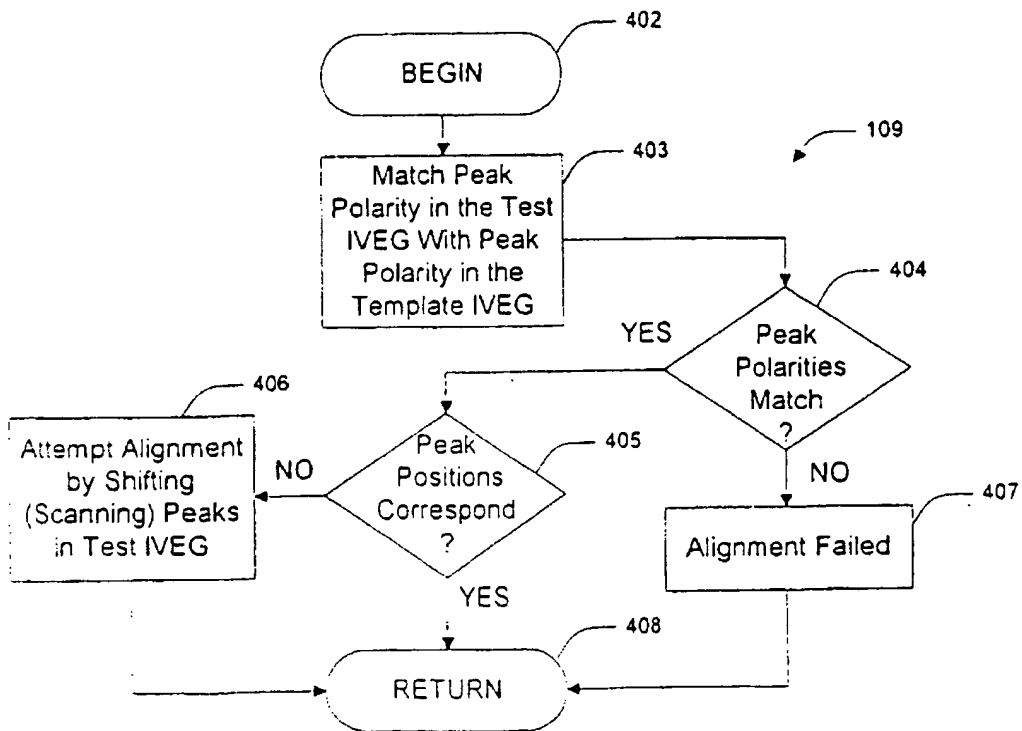 402
BEGIN
109
403
Match Peak
Polarity in the Test
IVEG With Peak
Polarity in the
Template IVEG
404
YES
Peak
Polarities
Match
?
406
Attempt Alignment
by Shifting
(Scanning) Peaks
in Test IVEG
NO
Peak
Positions
Correspond
?
405
NO
407
Alignment Failed
YES
408
RETURN